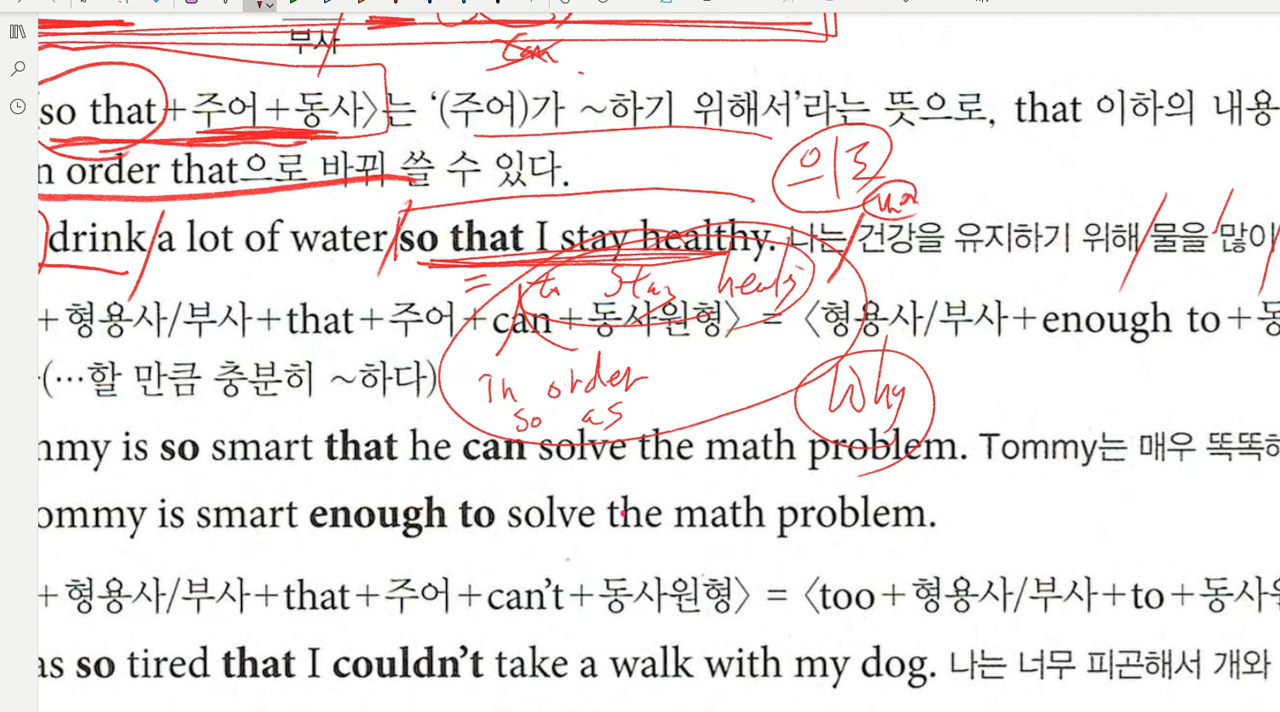 부사
so that+주어+동사〉는 ‘(주어)가 ~하기 위해서’라는 뜻으로, that 이하의 내용
n order that으로 바꿔 쓸 수 있다.
의도
drink a lot of water so that I stay healthy. 나는 건강을 유지하기 위해 물을 많이
= to stay
+형용사/부사+that+주어+can+동사원형〉 = 〈형용사/부사+enough to+동
(…할 만큼 충분히 ~하다)
In order
so as
Why
mmy is so smart that he can solve the math problem. Tommy는 매우 똑똑하
ommy is smart enough to solve the math problem.
+형용사/부사+that+주어+can’t+동사원형〉 = 〈too+형용사/부사+to+동사원
as so tired that I couldn’t take a walk with my dog. 나는 너무 피곤해서 개와